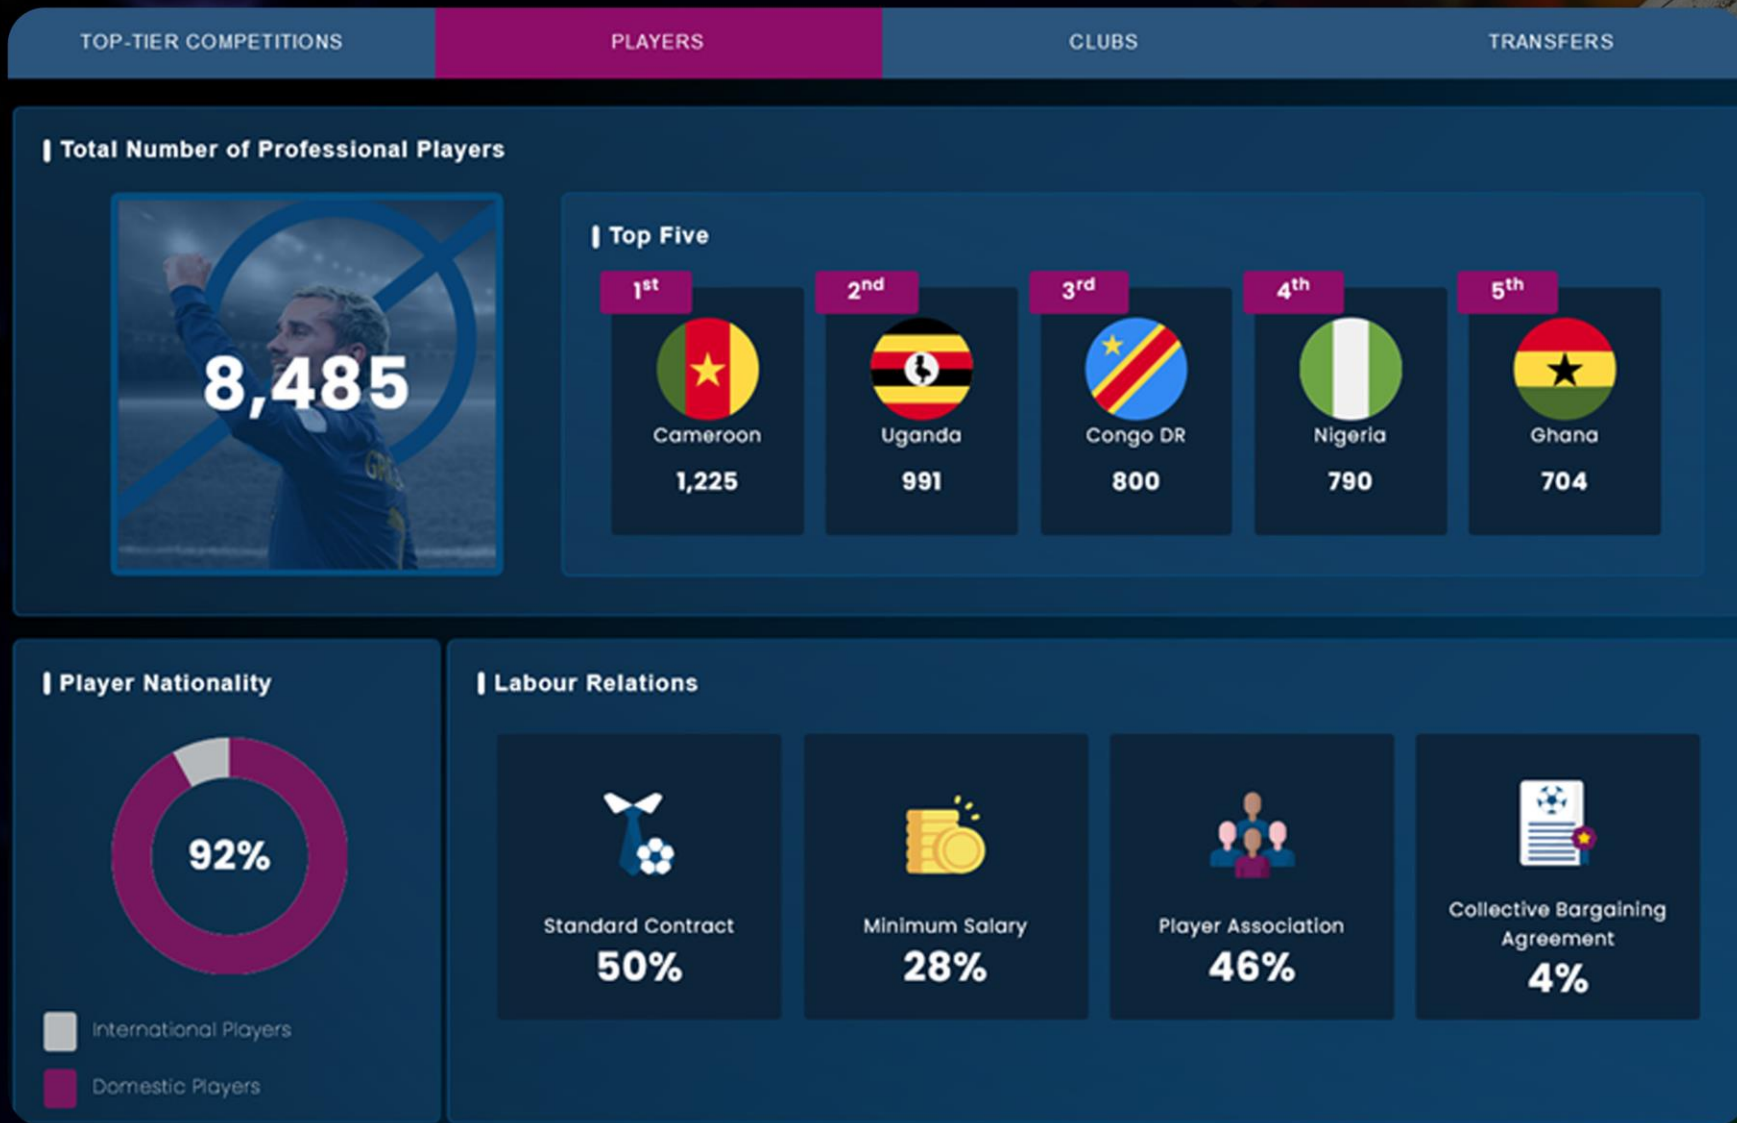 TOP-TIER COMPETITIONS
PLAYERS
CLUBS
TRANSFERS
Total Number of Professional Players
8,485
Top Five
1st
2nd
3rd
4th
5th
Cameroon
Uganda
Congo DR
Nigeria
Ghana
1,225
991
800
790
704
Player Nationality
92%
International Players
Domestic Players
Labour Relations
Standard Contract
50%
Minimum Salary
28%
Player Association
46%
Collective Bargaining
Agreement
4%